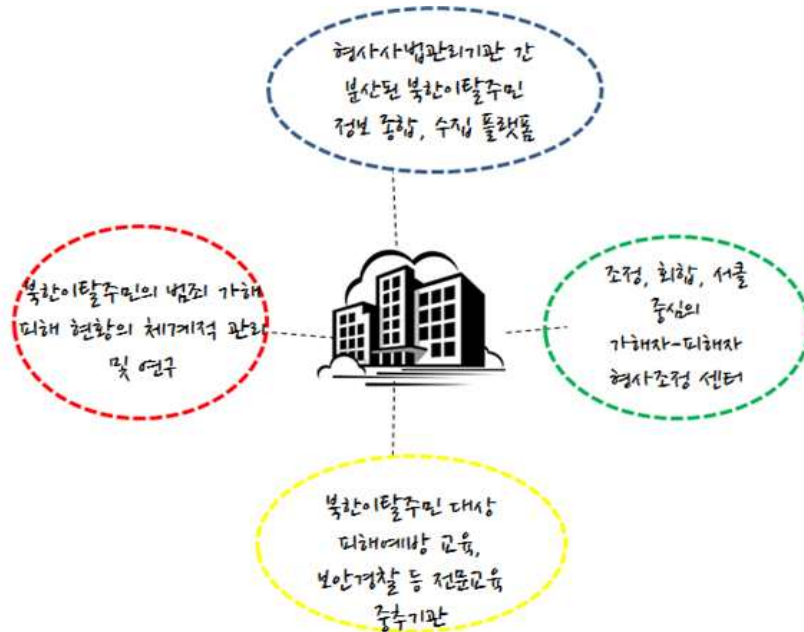 형사사법관리기관 간
분산된 북한이탈주민
정보 종합, 수집 플랫폼
북한이탈주민의 범죄 가해
피해 현황의 체계적 관리
및 연구
조정, 회합, 서클
중심의
가해자-피해자
형사조정 센터
북한이탈주민 대상
피해예방 교육,
보안경찰 등 전문교육
중추기관